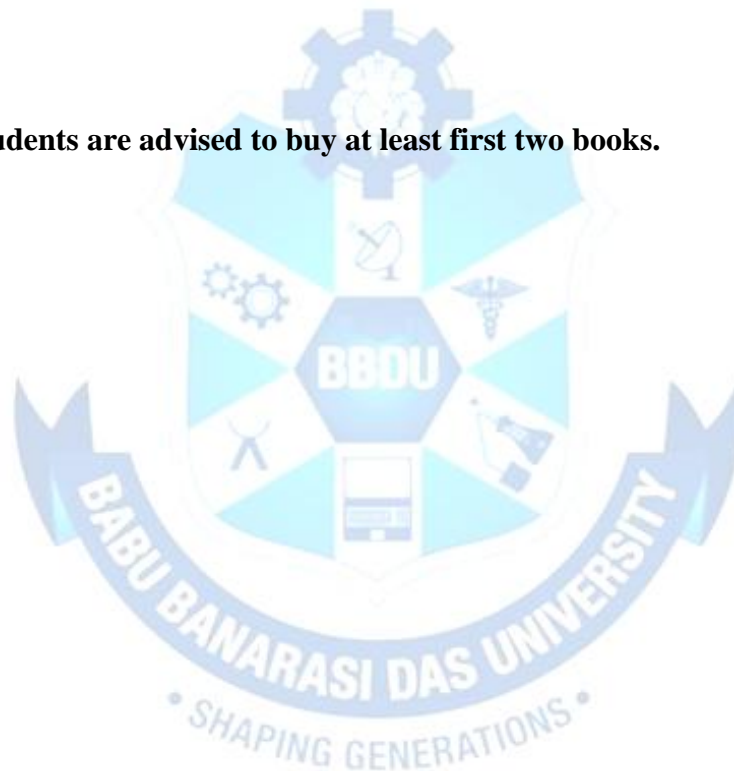 udents are advised to buy at least first two books.
BBDU
BABU BANARASI DAS UNIVERSITY
• SHAPING GENERATIONS •